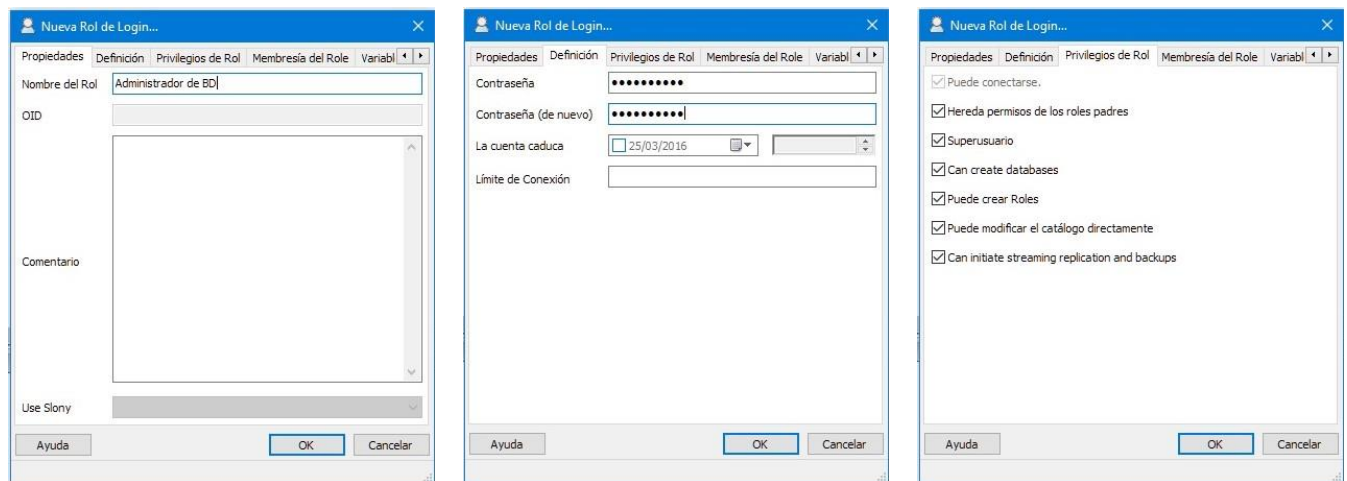 Nueva Rol de Login...
Propiedades Definición Privilegios de Rol Membresía del Role Variabl
Nombre del Rol Administrador de BD
OID
Comentario
Use Slony
Ayuda OK Cancelar
Nueva Rol de Login...
Propiedades Definición Privilegios de Rol Membresía del Role Variabl
Contraseña ••••••••••
Contraseña (de nuevo) ••••••••••
La cuenta caduca 25/03/2016
Límite de Conexión
Ayuda OK Cancelar
Nueva Rol de Login...
Propiedades Definición Privilegios de Rol Membresía del Role Variabl
Puede conectarse.
Hereda permisos de los roles padres
Superusuario
Can create databases
Puede crear Roles
Puede modificar el catálogo directamente
Can initiate streaming replication and backups
Ayuda OK Cancelar